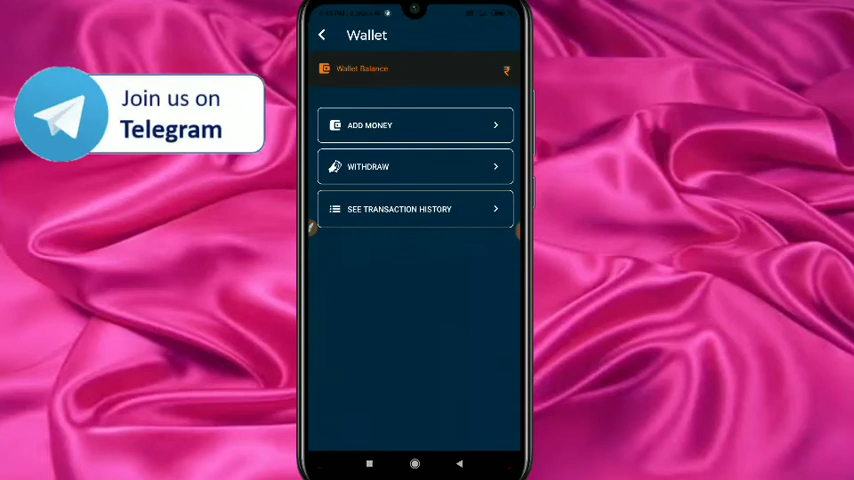 Wallet
Wallet Balance
₹
Join us on
Telegram
ADD MONEY
WITHDRAW
SEE TRANSACTION HISTORY